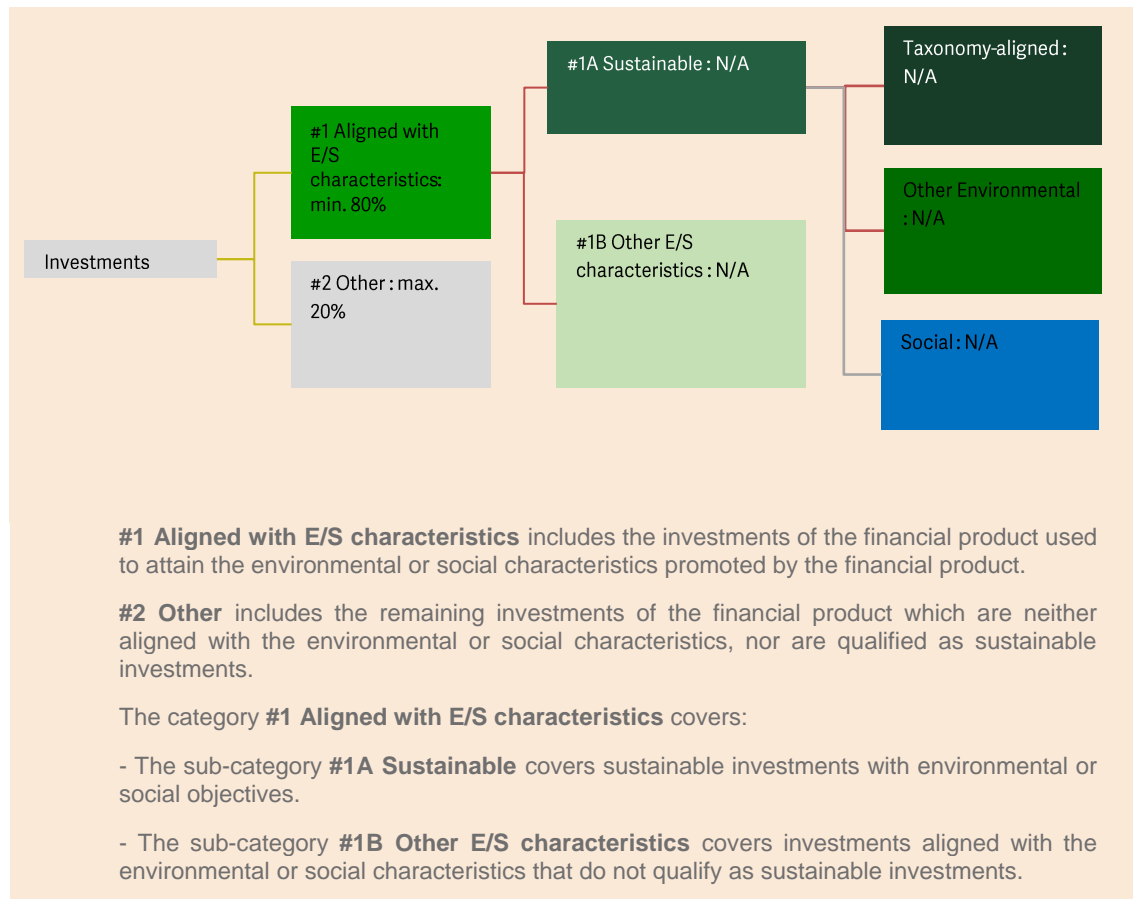 Investments
#1 Aligned with
E/S
characteristics:
min. 80%
#2 Other : max.
20%
#1A Sustainable : N/A
#1B Other E/S
characteristics : N/A
Taxonomy-aligned :
N/A
Other Environmental
: N/A
Social : N/A
#1 Aligned with E/S characteristics includes the investments of the financial product used
to attain the environmental or social characteristics promoted by the financial product.
#2 Other includes the remaining investments of the financial product which are neither
aligned with the environmental or social characteristics, nor are qualified as sustainable
investments.
The category #1 Aligned with E/S characteristics covers:
- The sub-category #1A Sustainable covers sustainable investments with environmental or
social objectives.
- The sub-category #1B Other E/S characteristics covers investments aligned with the
environmental or social characteristics that do not qualify as sustainable investments.